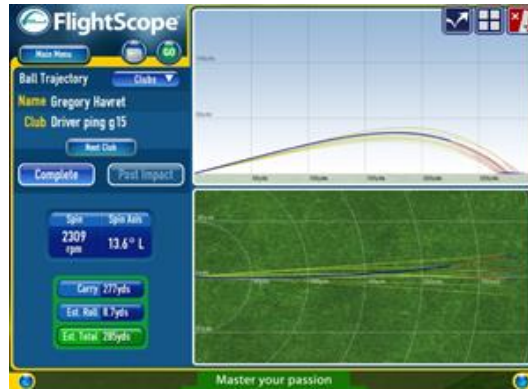 FlightScope
Main Menu
GO
Ball Trajectory
Clubs
Name Gregory Havret
Club Driver ping g15
Next Club
Complete
Post Impact
Spin
Spin Axis
2309
rpm
13.6° L
Carry 277yds
Est. Roll 8.7yds
Est. Total 285yds
Master your passion